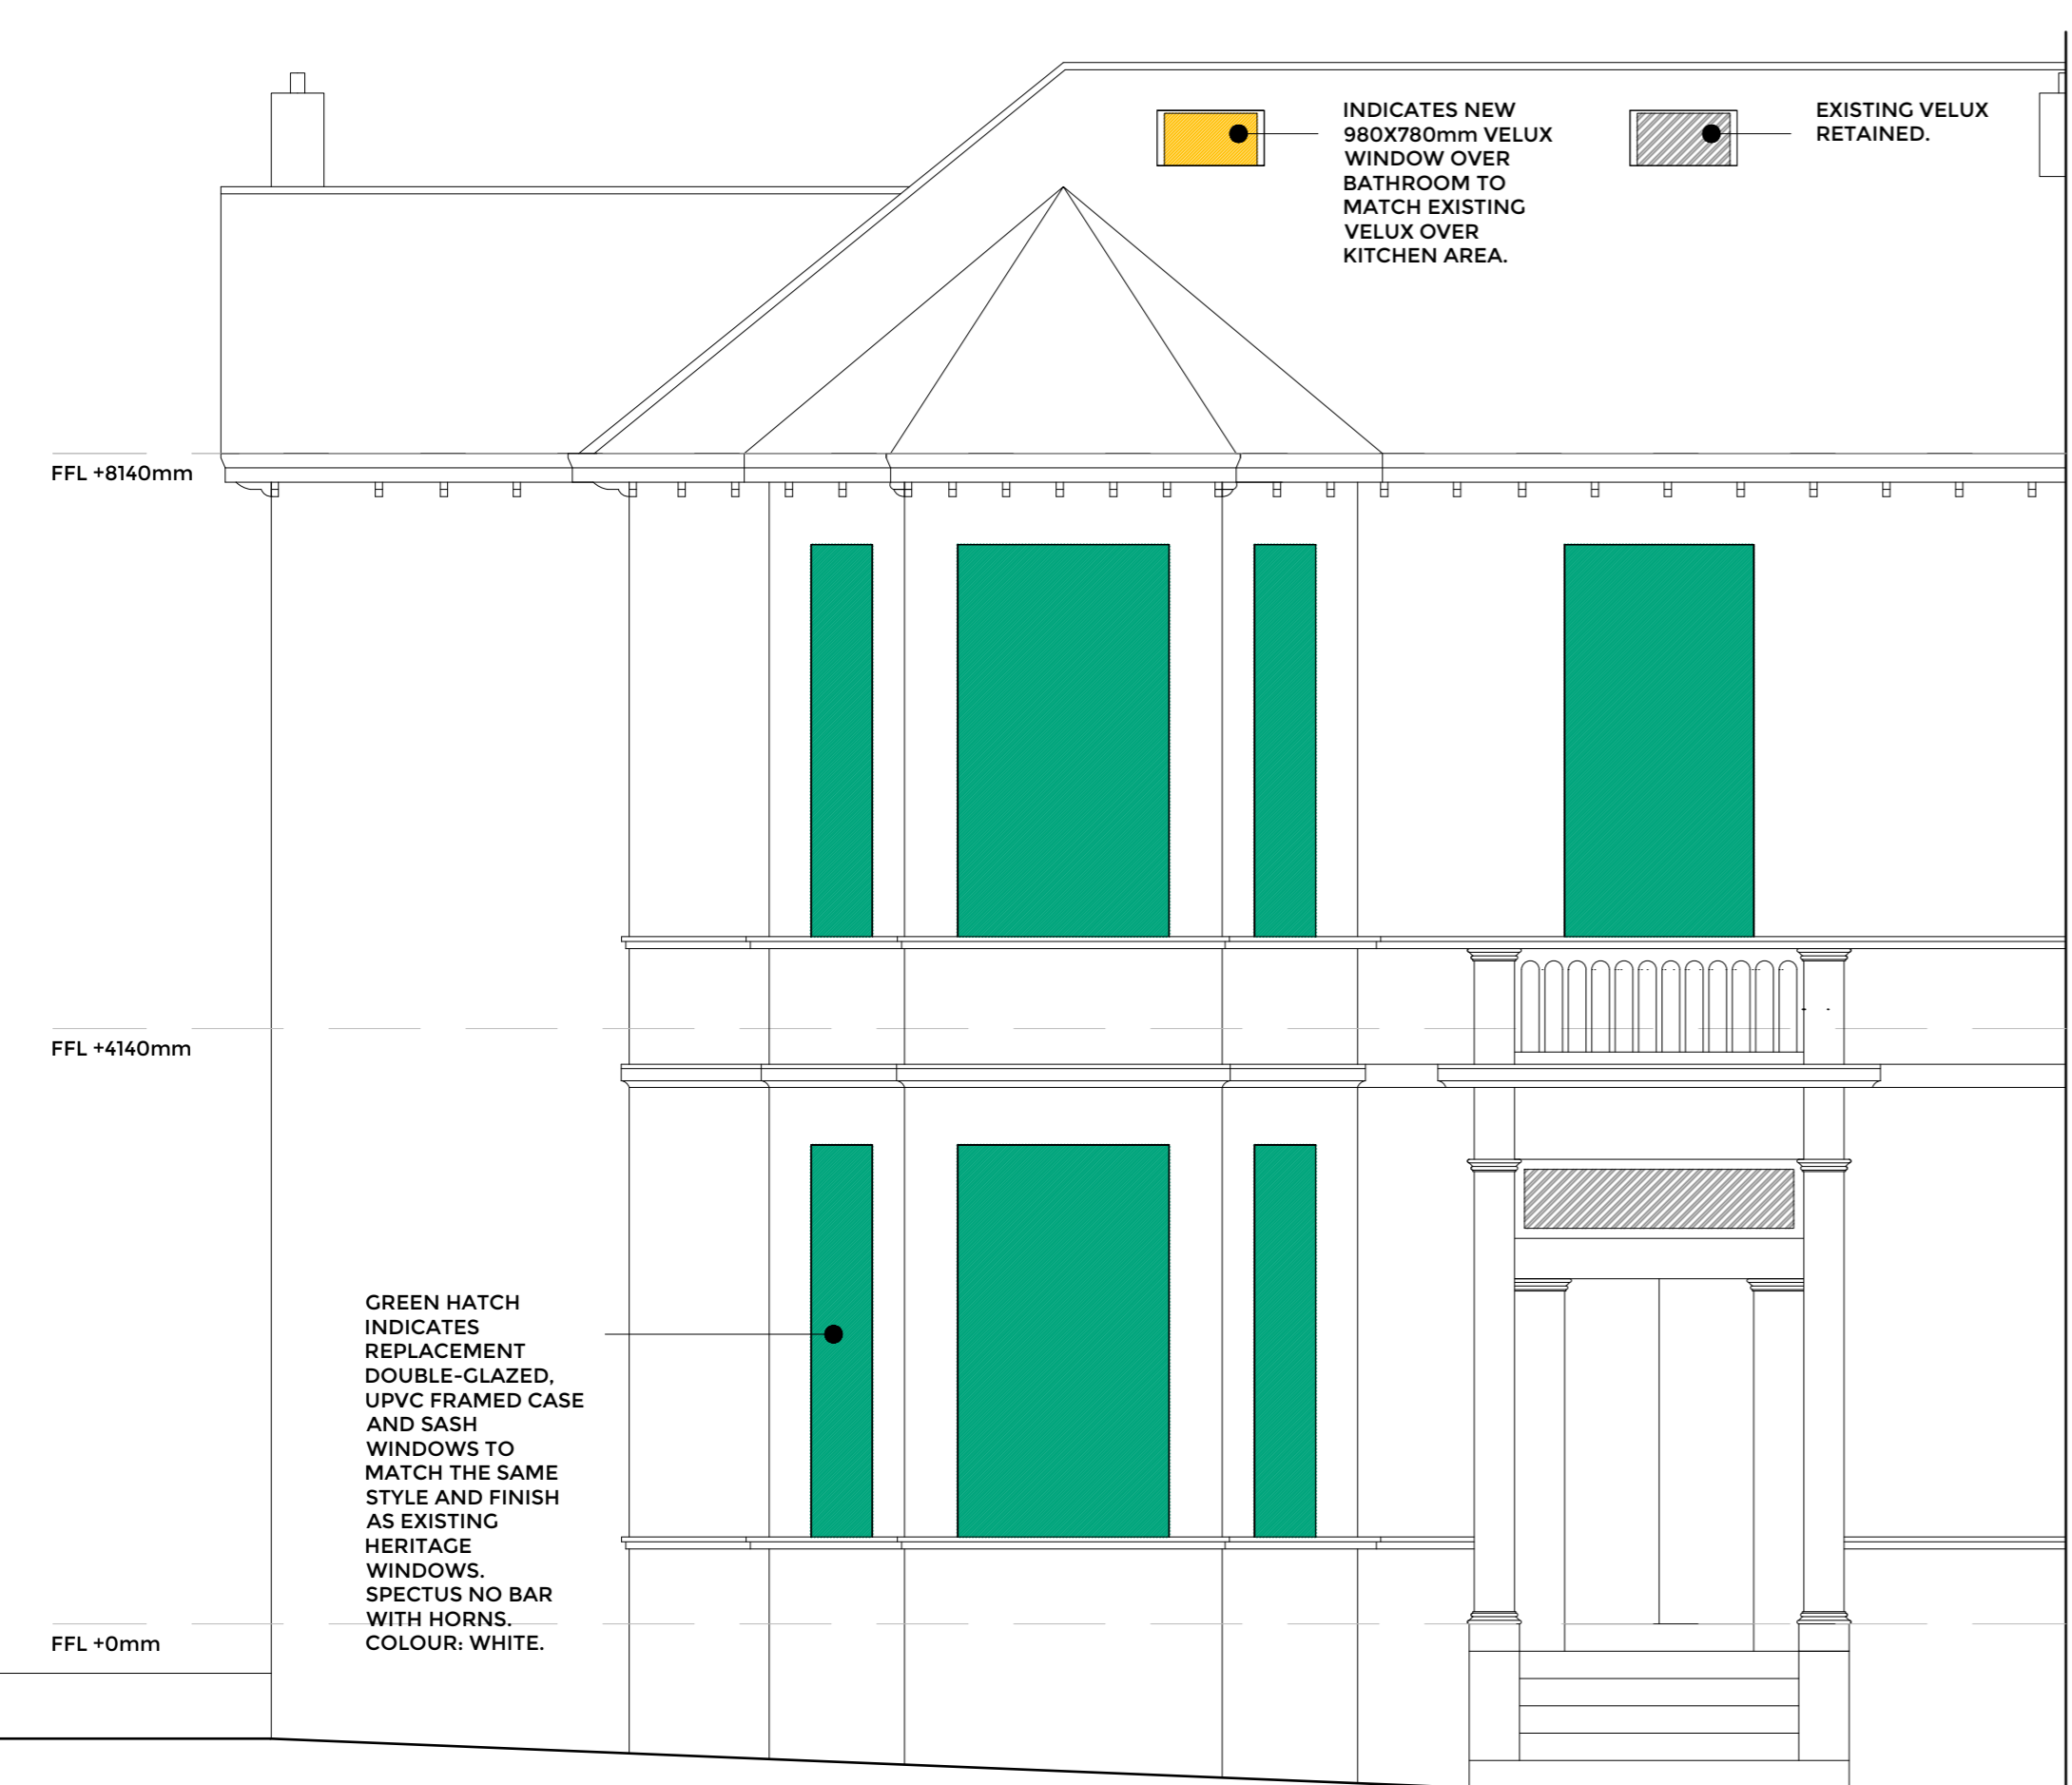 INDICATES NEW
980X780mm VELUX
WINDOW OVER
BATHROOM TO
MATCH EXISTING
VELUX OVER
KITCHEN AREA.
EXISTING VELUX
RETAINED.
FFL +8140mm
FFL +4140mm
GREEN HATCH
INDICATES
REPLACEMENT
DOUBLE-GLAZED,
UPVC FRAMED CASE
AND SASH
WINDOWS TO
MATCH THE SAME
STYLE AND FINISH
AS EXISTING
HERITAGE
WINDOWS.
SPECTUS NO BAR
WITH HORNS.
COLOUR: WHITE.
FFL +0mm